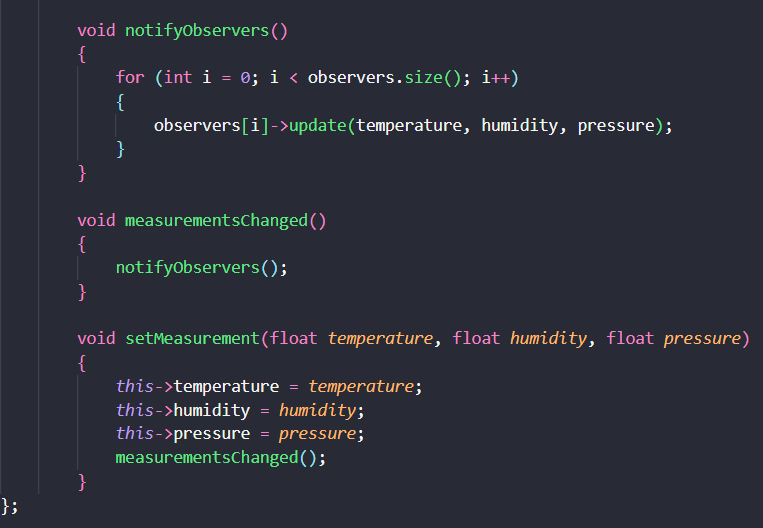 void notifyObservers()
{
for (int i = 0; i < observers.size(); i++)
{
observers[i]->update(temperature, humidity, pressure);
}
}
void measurementsChanged()
{
notifyObservers();
}
void setMeasurement(float temperature, float humidity, float pressure)
{
this->temperature = temperature;
this->humidity = humidity;
this->pressure = pressure;
measurementsChanged();
}
};